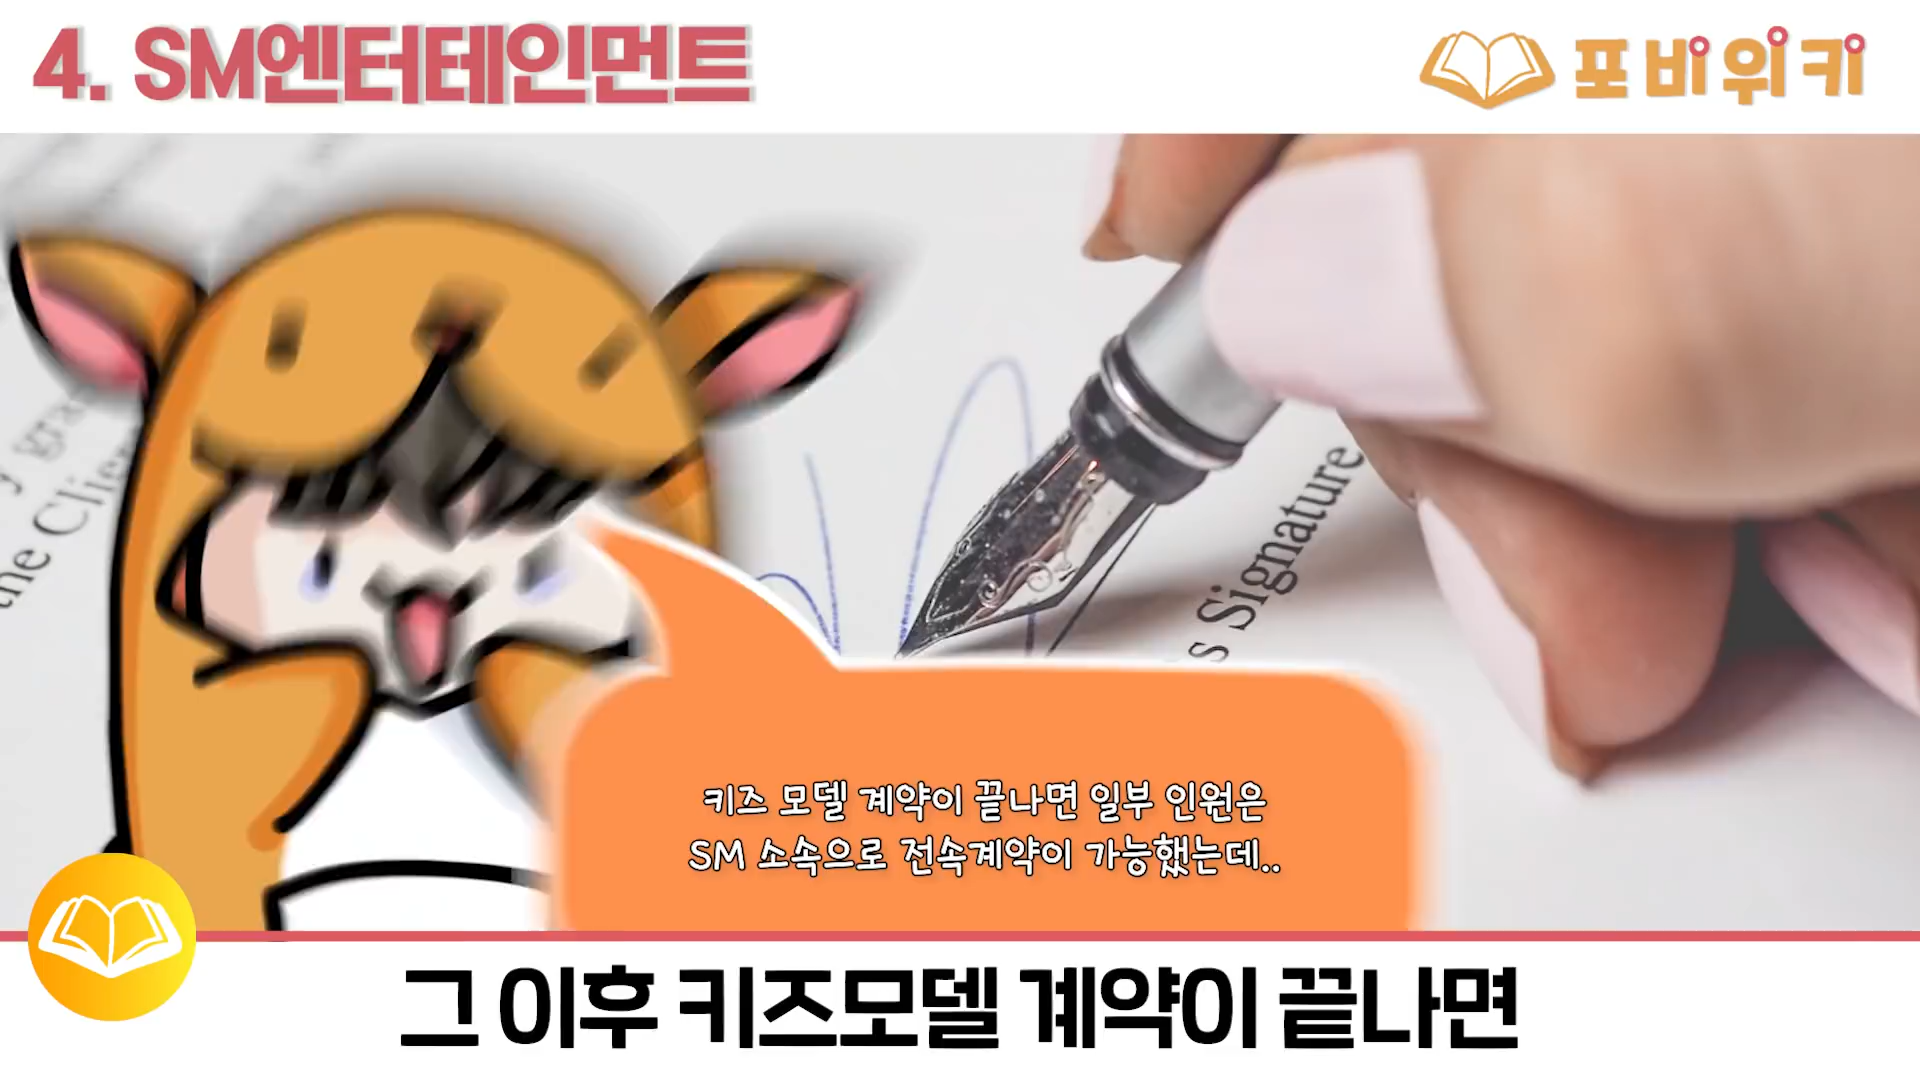 4. SM엔터테인먼트
포비위키
the Clien
s Signature
키즈 모델 계약이 끝나면 일부 인원은
SM 소속으로 전속계약이 가능했는데..
그 이후 키즈모델 계약이 끝나면